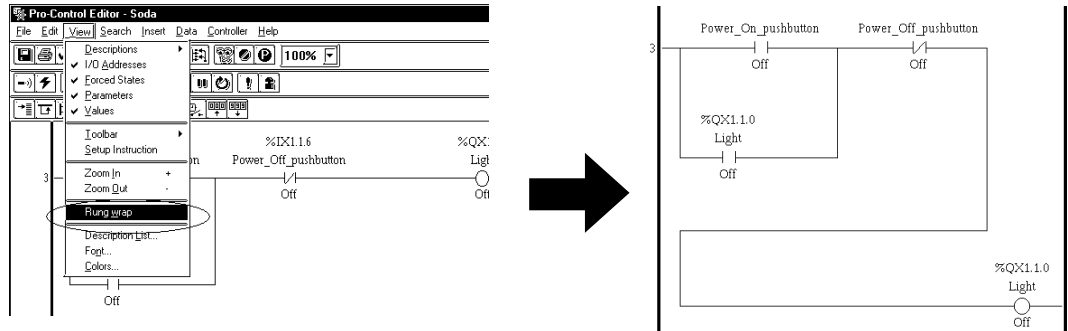 Pro-Control Editor - Soda
File Edit View Search Insert Data Controller Help
100%
Descriptions
I/O Addresses
Forced States
Parameters
Values
Toolbar
Setup Instruction
Zoom In +
Zoom Out -
Rung wrap
Description List...
Font...
Colors...
%IX1.1.6
Power_Off_pushbutton
Off
3
Off
Power_On_pushbutton Power_Off_pushbutton
3
Off Off
%QX1.1.0
Light
Off
%QX1.1.0
Light
Off